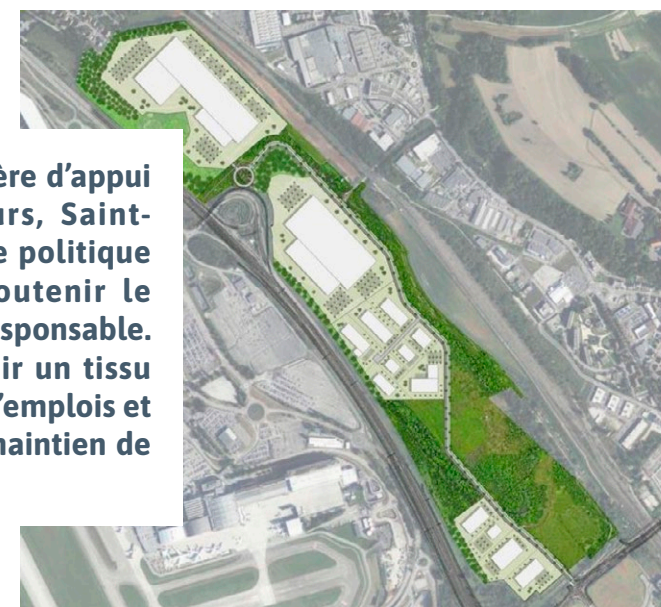 ère d’appui
urs, Saint-
e politique
outenir le
sponsable.
ir un tissu
’emplois et
naintien de